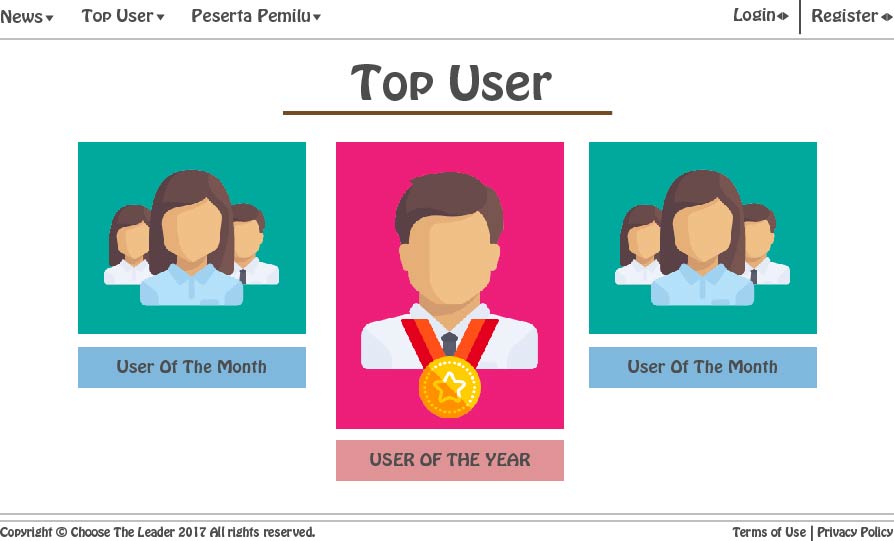 News Top User Peserta Pemilu Login Register
Top User
User Of The Month
User Of The Month
USER OF THE YEAR
Copyright © Choose The Leader 2017 All rights reserved. Terms of Use | Privacy Policy